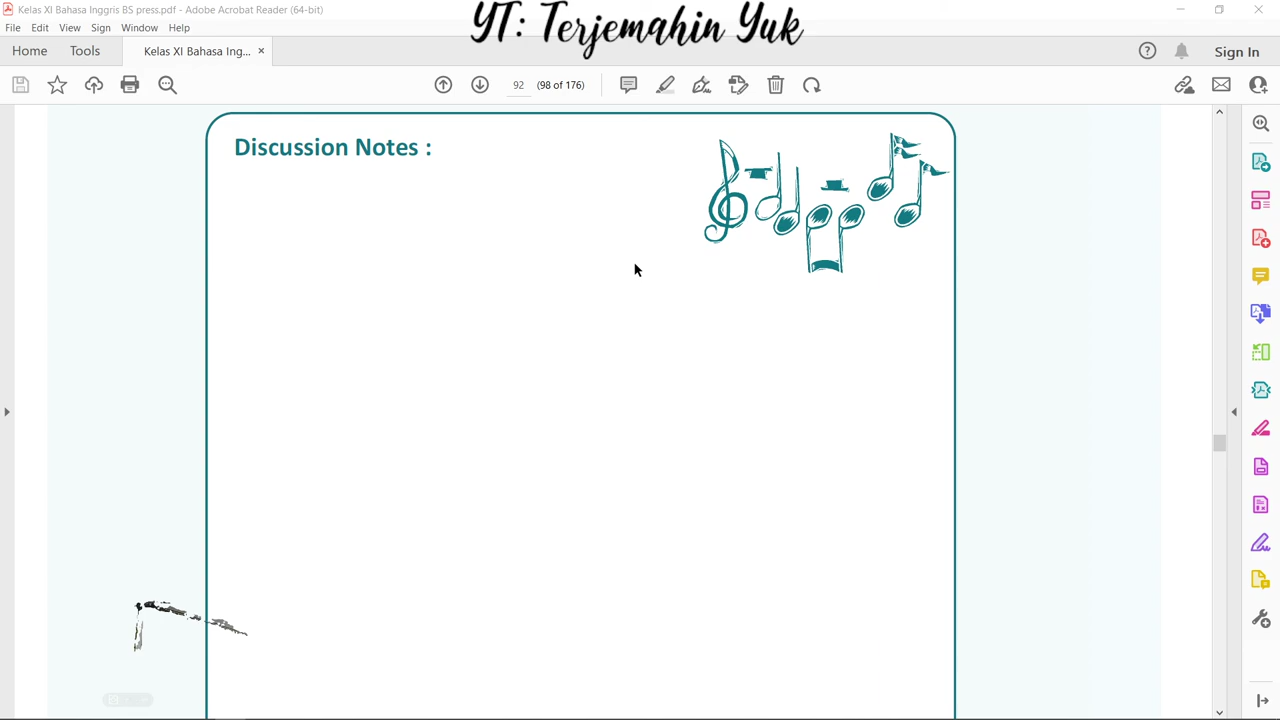 Kelas XI Bahasa Inggris BS press.pdf - Adobe Acrobat Reader (64-bit)
YT: Terjemahin Yuk
File Edit View Sign Window Help
Home Tools Kelas XI Bahasa Ing... × Sign In
92 (98 of 176)
Discussion Notes :